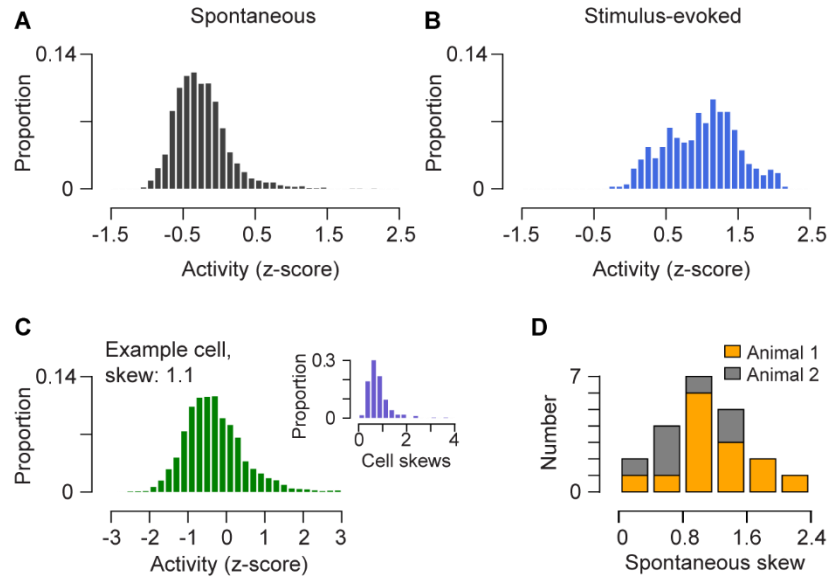 A
Spontaneous
0.14
Proportion
0
-1.5
-0.5
0.5
1.5
2.5
Activity (z-score)
B
Stimulus-evoked
0.14
Proportion
0
-1.5
-0.5
0.5
1.5
2.5
Activity (z-score)
C
Example cell,
skew: 1.1
0.14
Proportion
0
-3
-2
-1
0
1
2
3
Activity (z-score)
0.3
Proportion
0
0
2
4
Cell skews
D
Animal 1
Animal 2
7
Number
0
0
0.8
1.6
2.4
Spontaneous skew